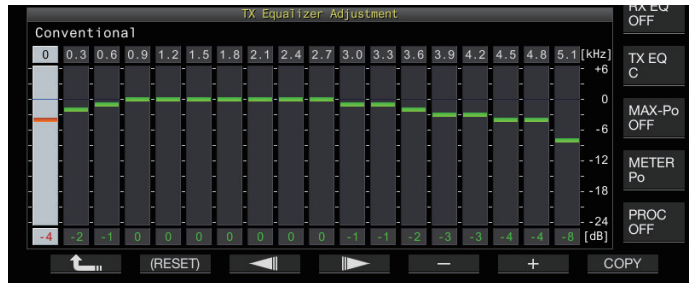 TX Equalizer Adjustment
RX EQ
OFF
Conventional
0 0.3 0.6 0.9 1.2 1.5 1.8 2.1 2.4 2.7 3.0 3.3 3.6 3.9 4.2 4.5 4.8 5.1 [kHz]
+6
0
-6
-12
-18
-24
-4 -2 -1 0 0 0 0 0 0 0 -1 -1 -2 -3 -3 -4 -4 -8 [dB]
TX EQ
C
MAX-Po
OFF
METER
Po
PROC
OFF
(RESET) − + COPY